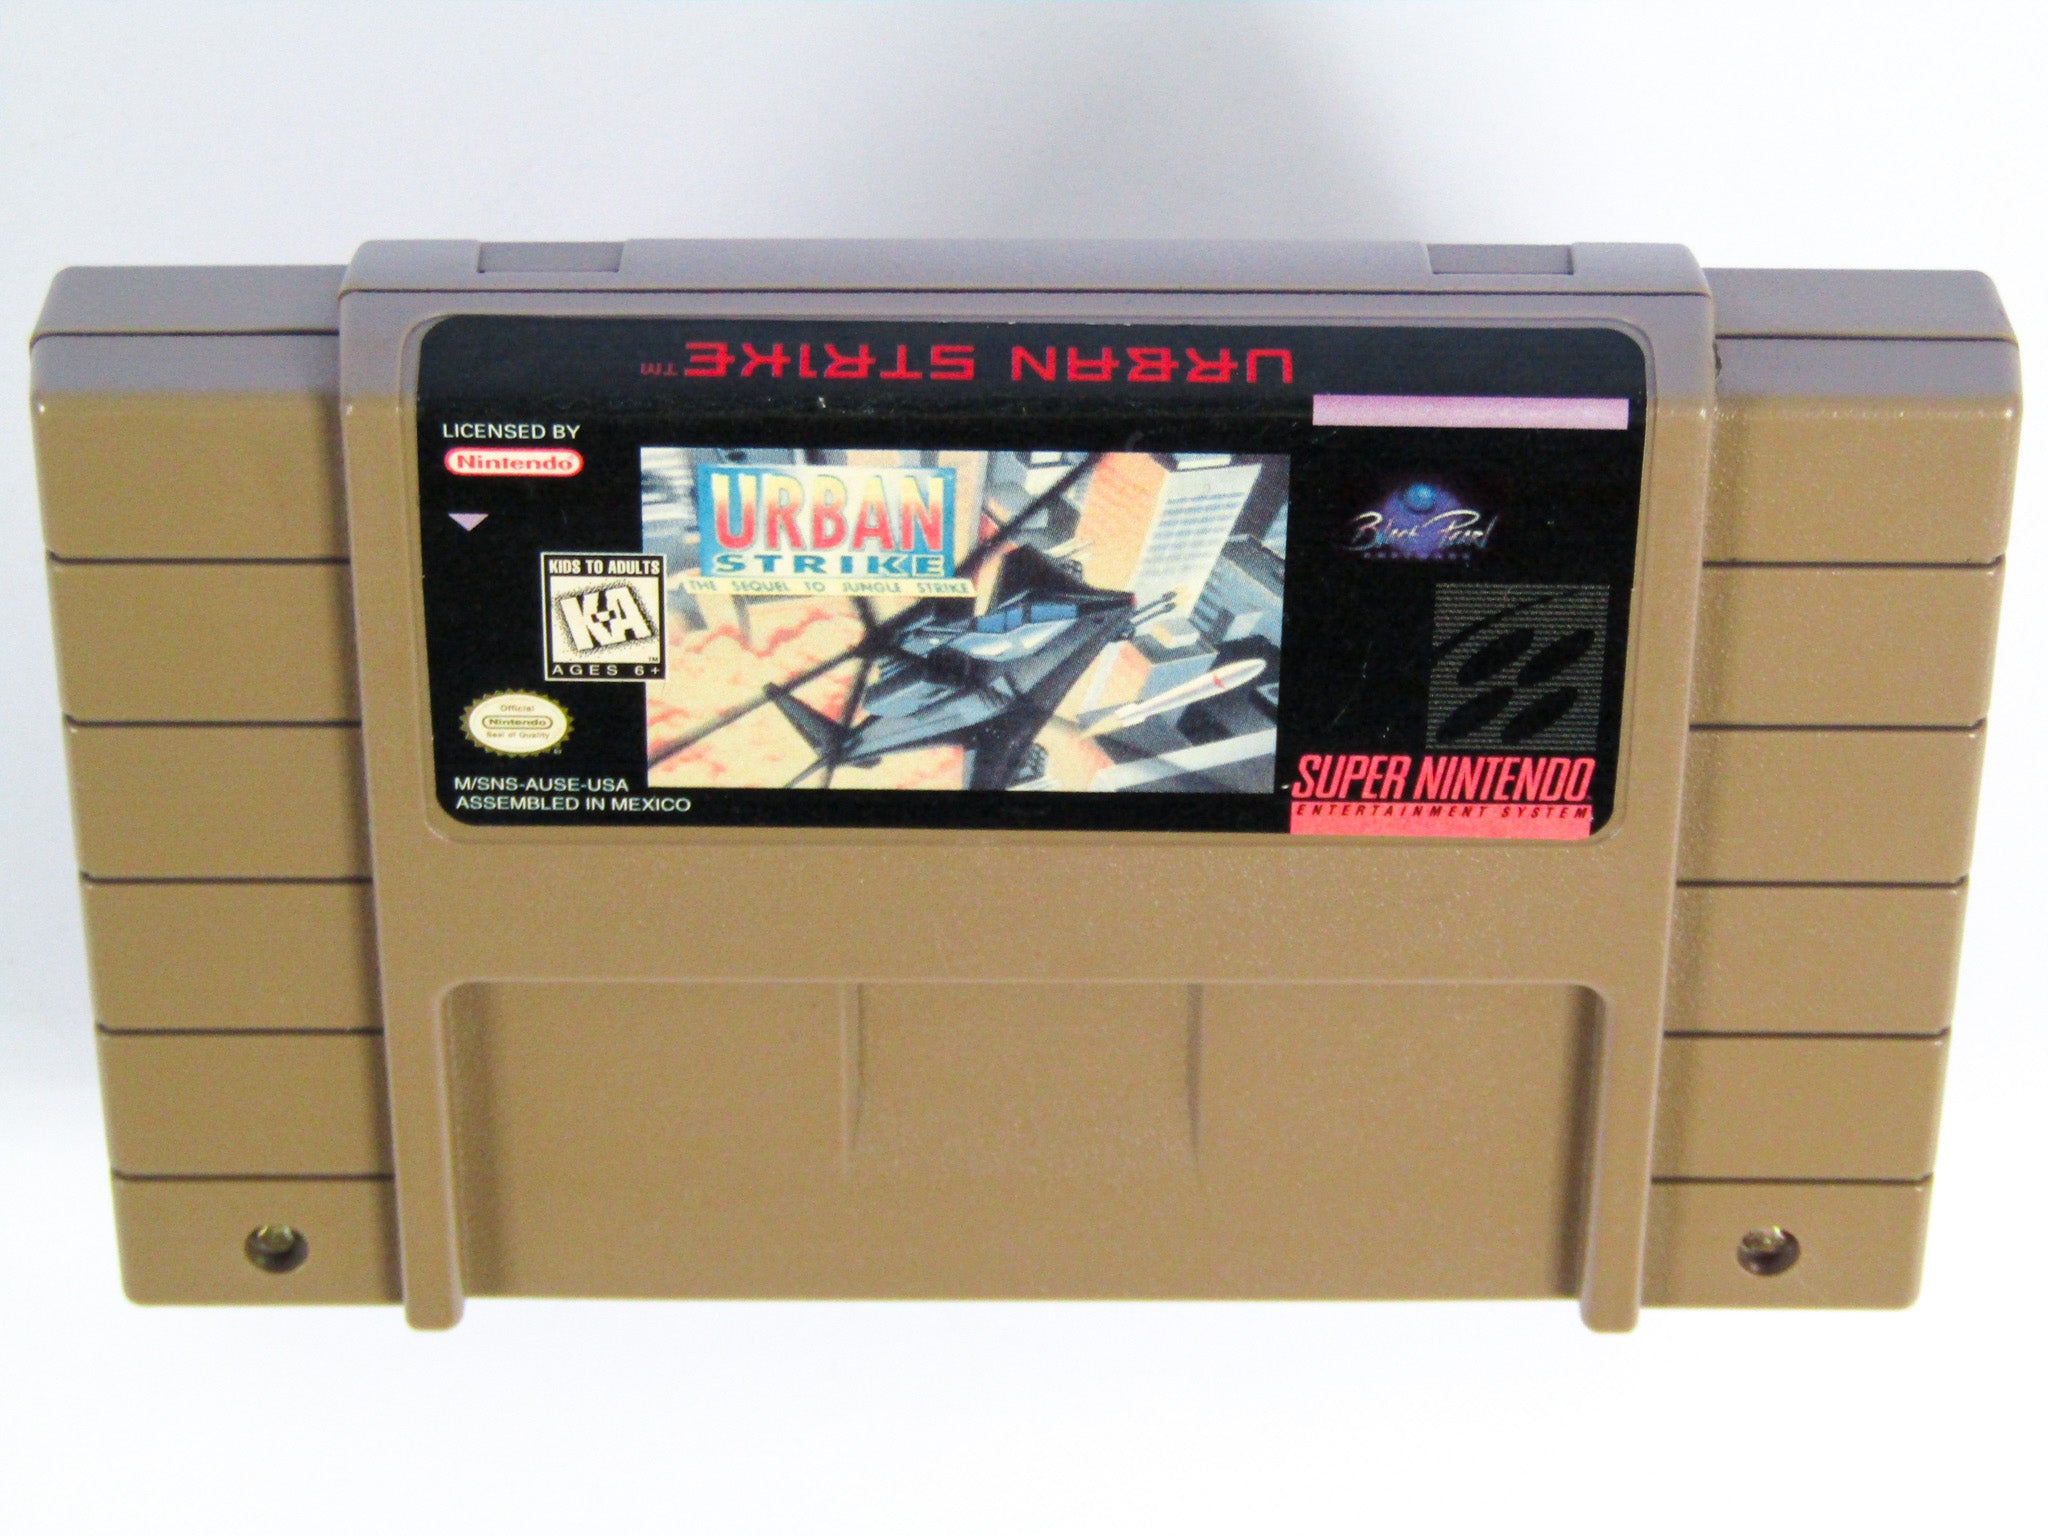 URBAN STRIKE™
LICENSED BY
Nintendo
URBAN
STRIKE
THE SEQUEL TO JUNGLE STRIKE
KIDS TO ADULTS
K-A
AGES 6+
Official
Nintendo
Seal of Quality
M/SNS-AUSE-USA
ASSEMBLED IN MEXICO
Black Pearl
SUPER NINTENDO
ENTERTAINMENT SYSTEM